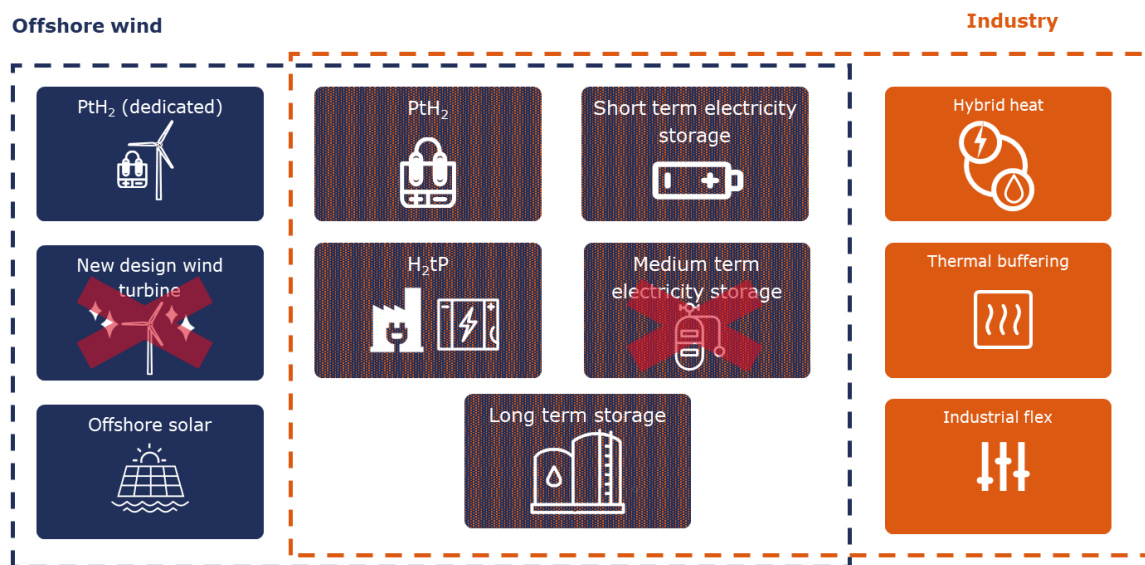 Offshore wind
Industry
PtH₂ (dedicated)
PtH₂
Short term electricity
storage
Hybrid heat
New design wind
turbine
H₂tP
Medium term
electricity storage
Thermal buffering
Offshore solar
Long term storage
Industrial flex